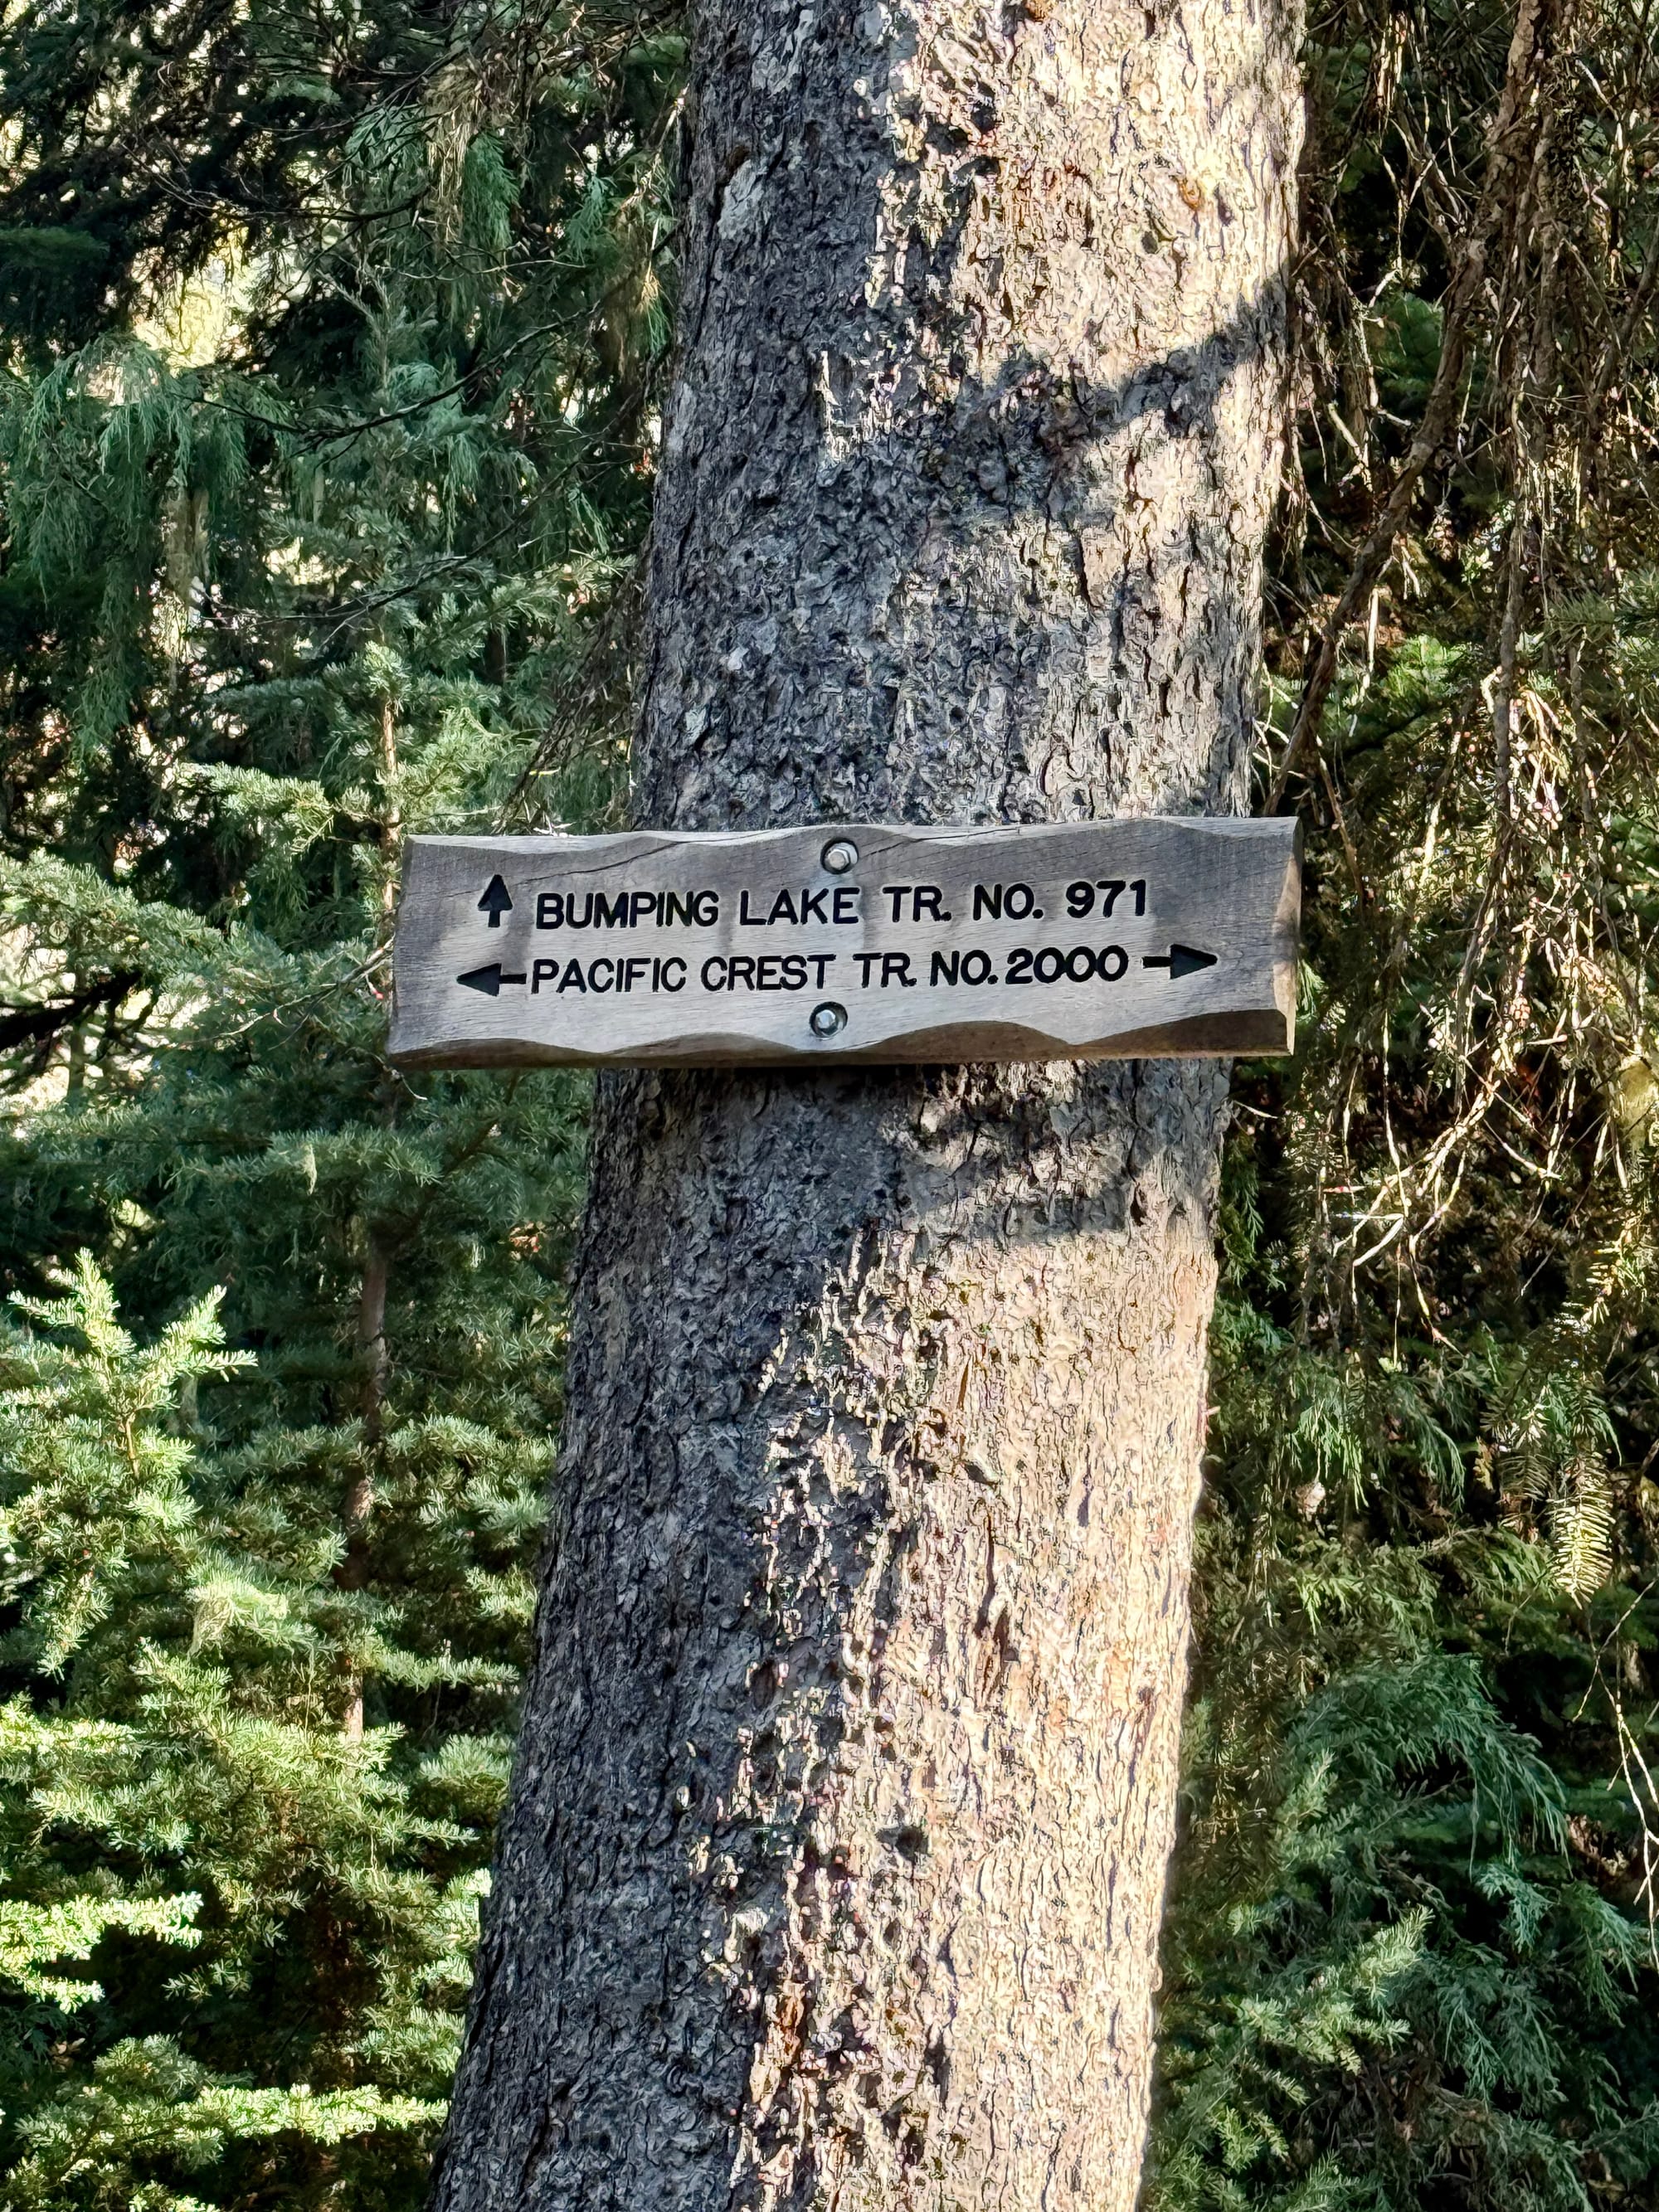 ↑ BUMPING LAKE TR. NO. 971
← PACIFIC CREST TR. NO. 2000 →